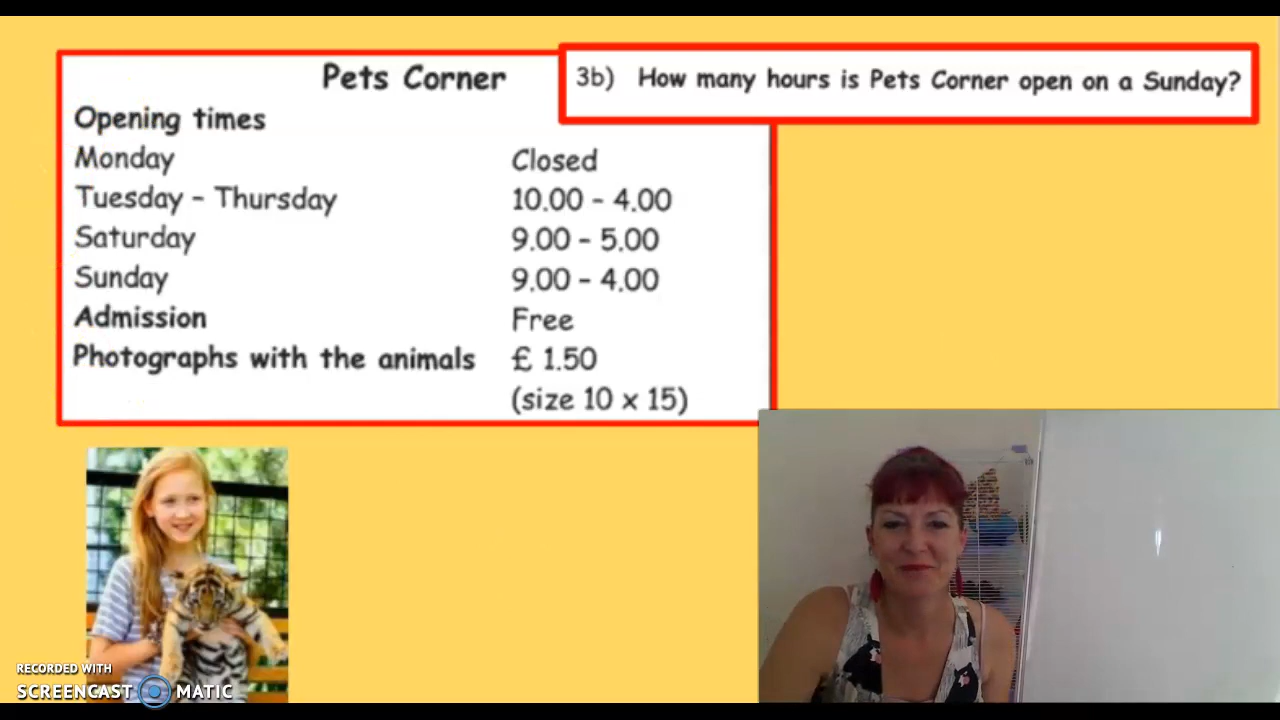 Pets Corner
3b) How many hours is Pets Corner open on a Sunday?
Opening times
Monday Closed
Tuesday – Thursday 10.00 – 4.00
Saturday 9.00 – 5.00
Sunday 9.00 – 4.00
Admission Free
Photographs with the animals £ 1.50
(size 10 x 15)
RECORDED WITH
SCREENCAST MATIC